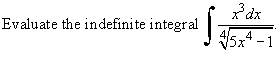 Evaluate the indefinite integral ∫ x³dx / ∜(5x⁴ − 1).